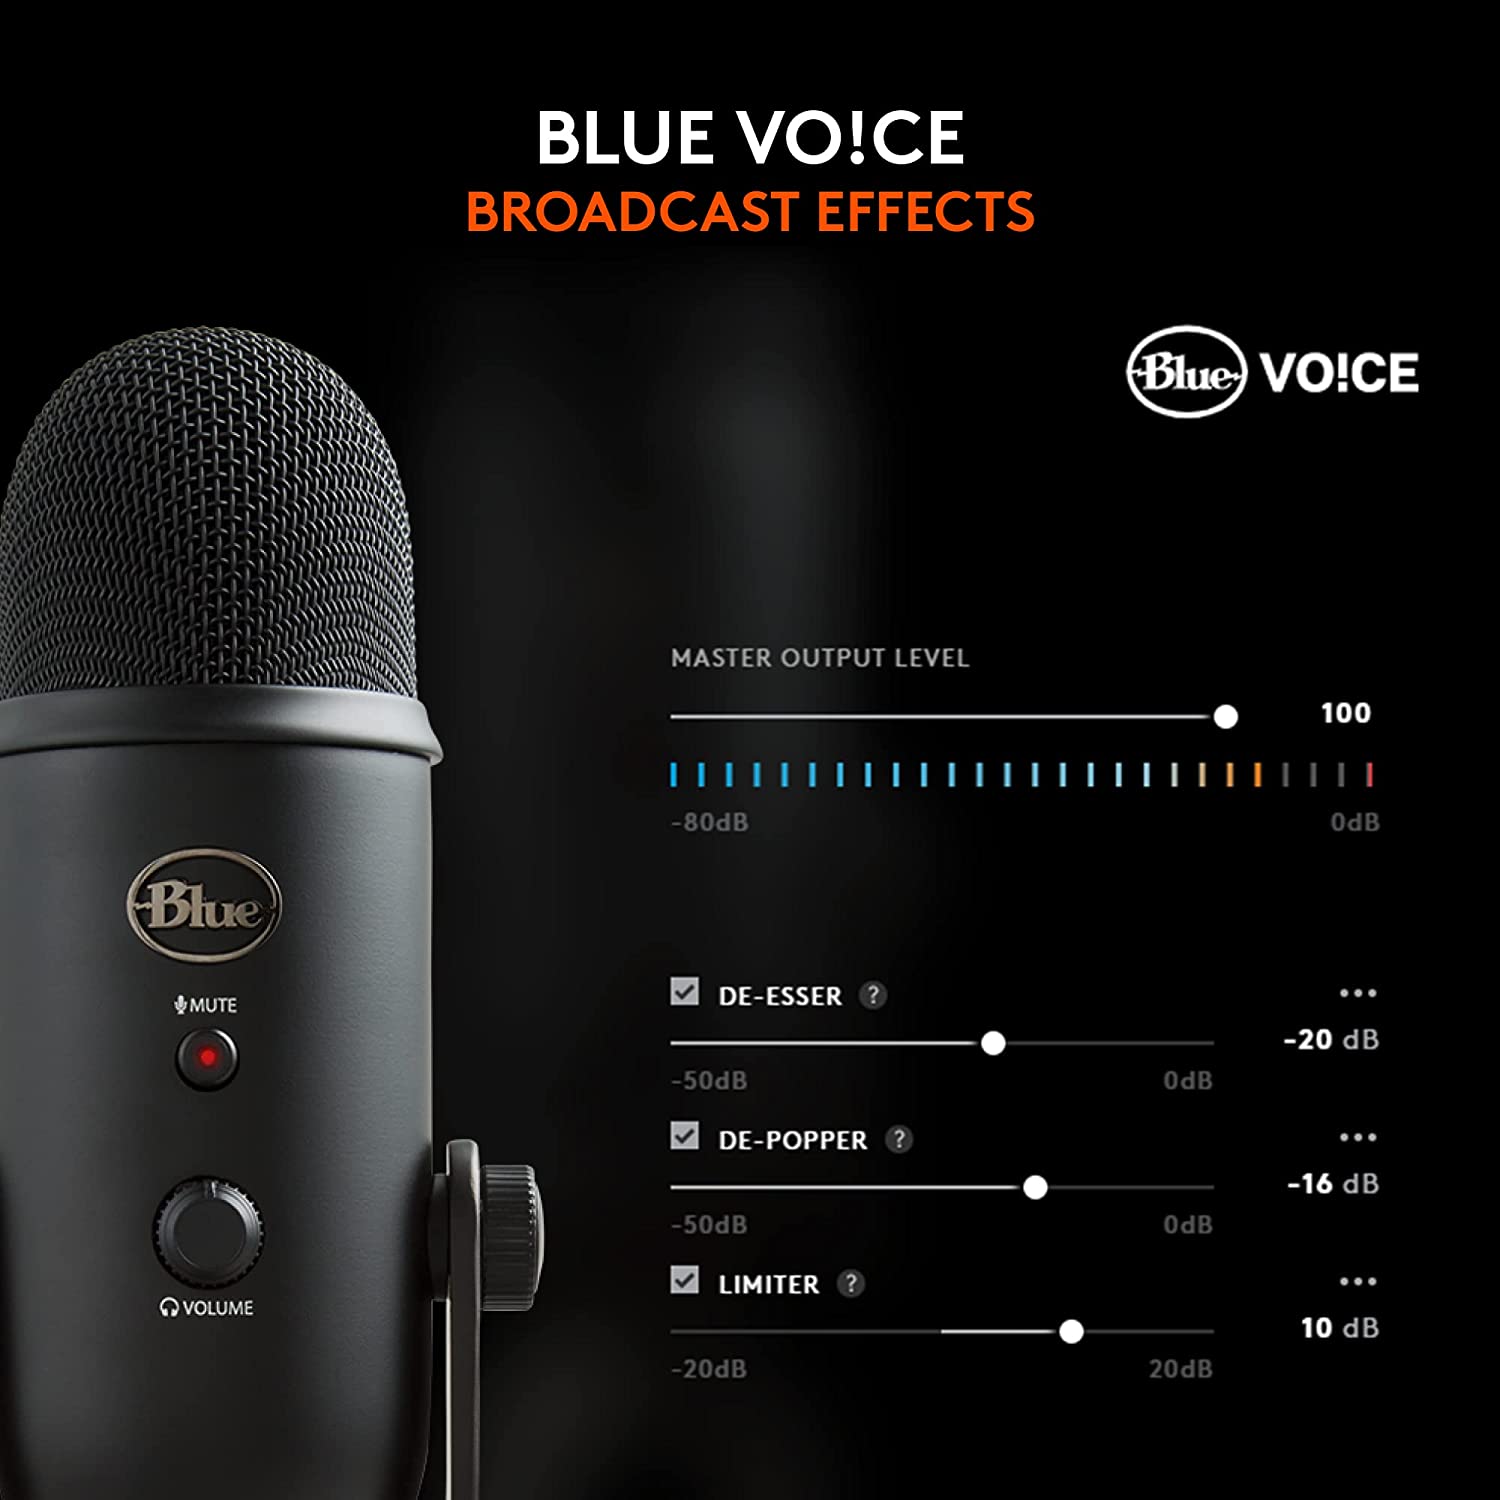 BLUE VO!CE
BROADCAST EFFECTS
Blue VO!CE
MASTER OUTPUT LEVEL
100
-80dB 0dB
Blue
MUTE
VOLUME
DE-ESSER ? •••
-20 dB
-50dB 0dB
DE-POPPER ? •••
-16 dB
-50dB 0dB
LIMITER ? •••
10 dB
-20dB 20dB